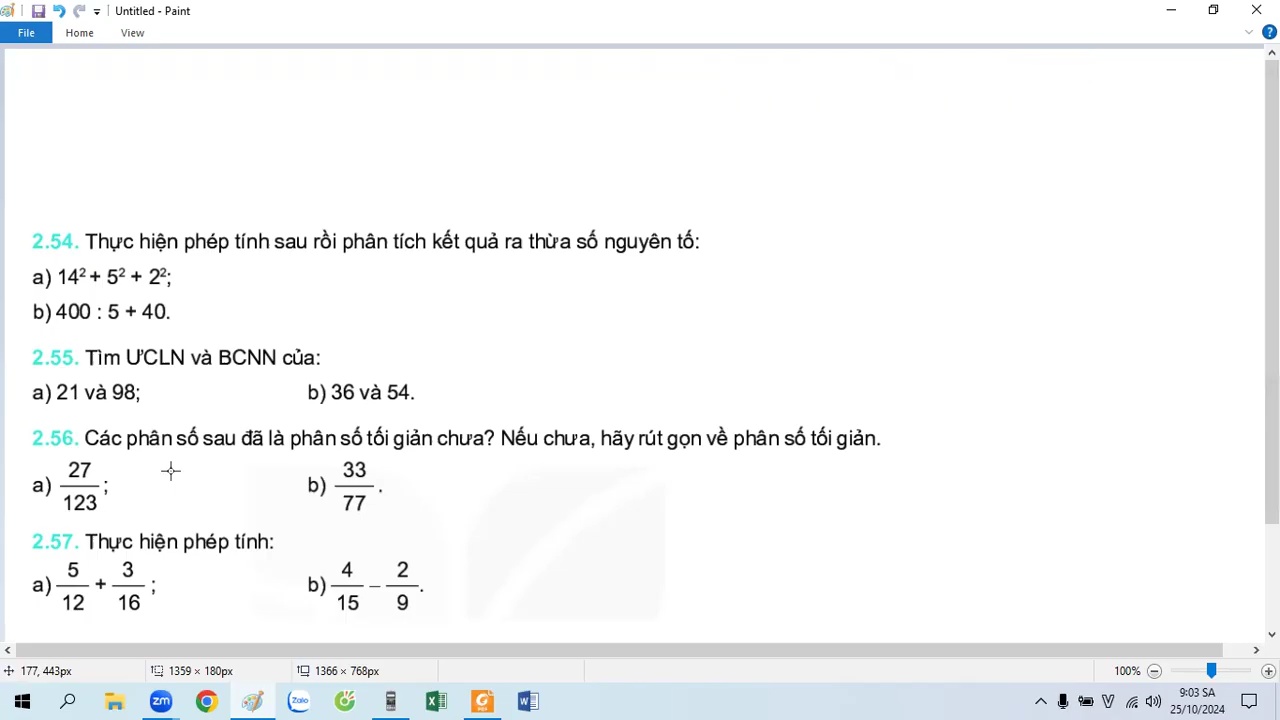 Untitled - Paint
File Home View
2.54. Thực hiện phép tính sau rồi phân tích kết quả ra thừa số nguyên tố:
a) 14² + 5² + 2²;
b) 400 : 5 + 40.
2.55. Tìm ƯCLN và BCNN của:
a) 21 và 98; b) 36 và 54.
2.56. Các phân số sau đã là phân số tối giản chưa? Nếu chưa, hãy rút gọn về phân số tối giản.
a) 27/123; b) 33/77.
2.57. Thực hiện phép tính:
a) 5/12 + 3/16; b) 4/15 – 2/9.
177, 443px 1359 × 180px 1366 × 768px 100%
zm Zalo
9:03 SA
25/10/2024